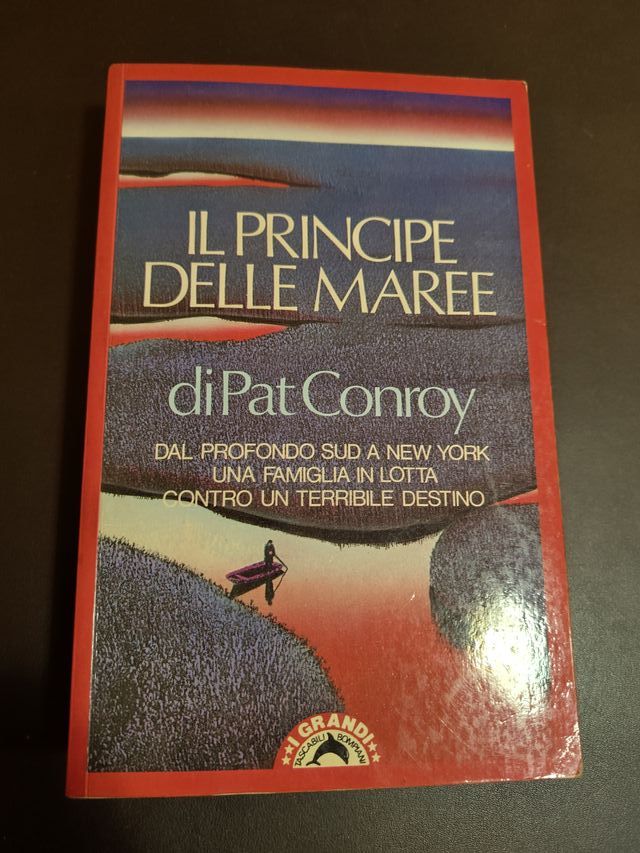 IL PRINCIPE
DELLE MAREE
di Pat Conroy
DAL PROFONDO SUD A NEW YORK
UNA FAMIGLIA IN LOTTA
CONTRO UN TERRIBILE DESTINO
I GRANDI
TASCABILI BOMPIANI